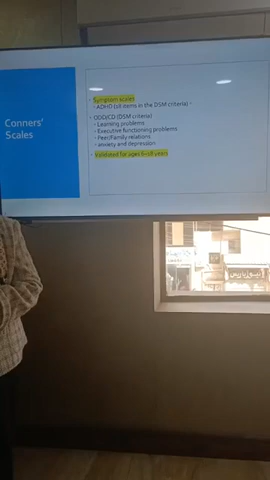 Conners'
Scales
Symptom scales
- ADHD (18 items in the DSM criteria) -
ODD/CD (DSM criteria)
- Learning problems
- Executive functioning problems
- Peer/Family relations
- anxiety and depression
Validated for ages 6–18 years